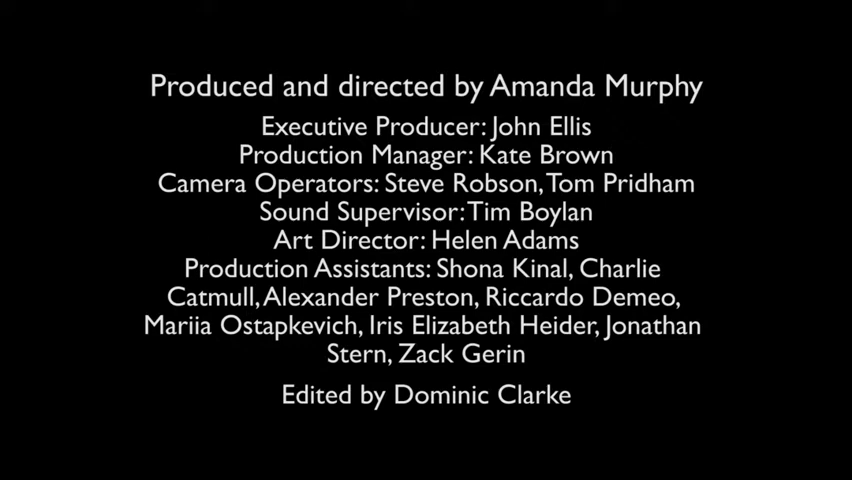 Produced and directed by Amanda Murphy
Executive Producer: John Ellis
Production Manager: Kate Brown
Camera Operators: Steve Robson, Tom Pridham
Sound Supervisor: Tim Boylan
Art Director: Helen Adams
Production Assistants: Shona Kinal, Charlie
Catmull, Alexander Preston, Riccardo Demeo,
Mariia Ostapkevich, Iris Elizabeth Heider, Jonathan
Stern, Zack Gerin
Edited by Dominic Clarke